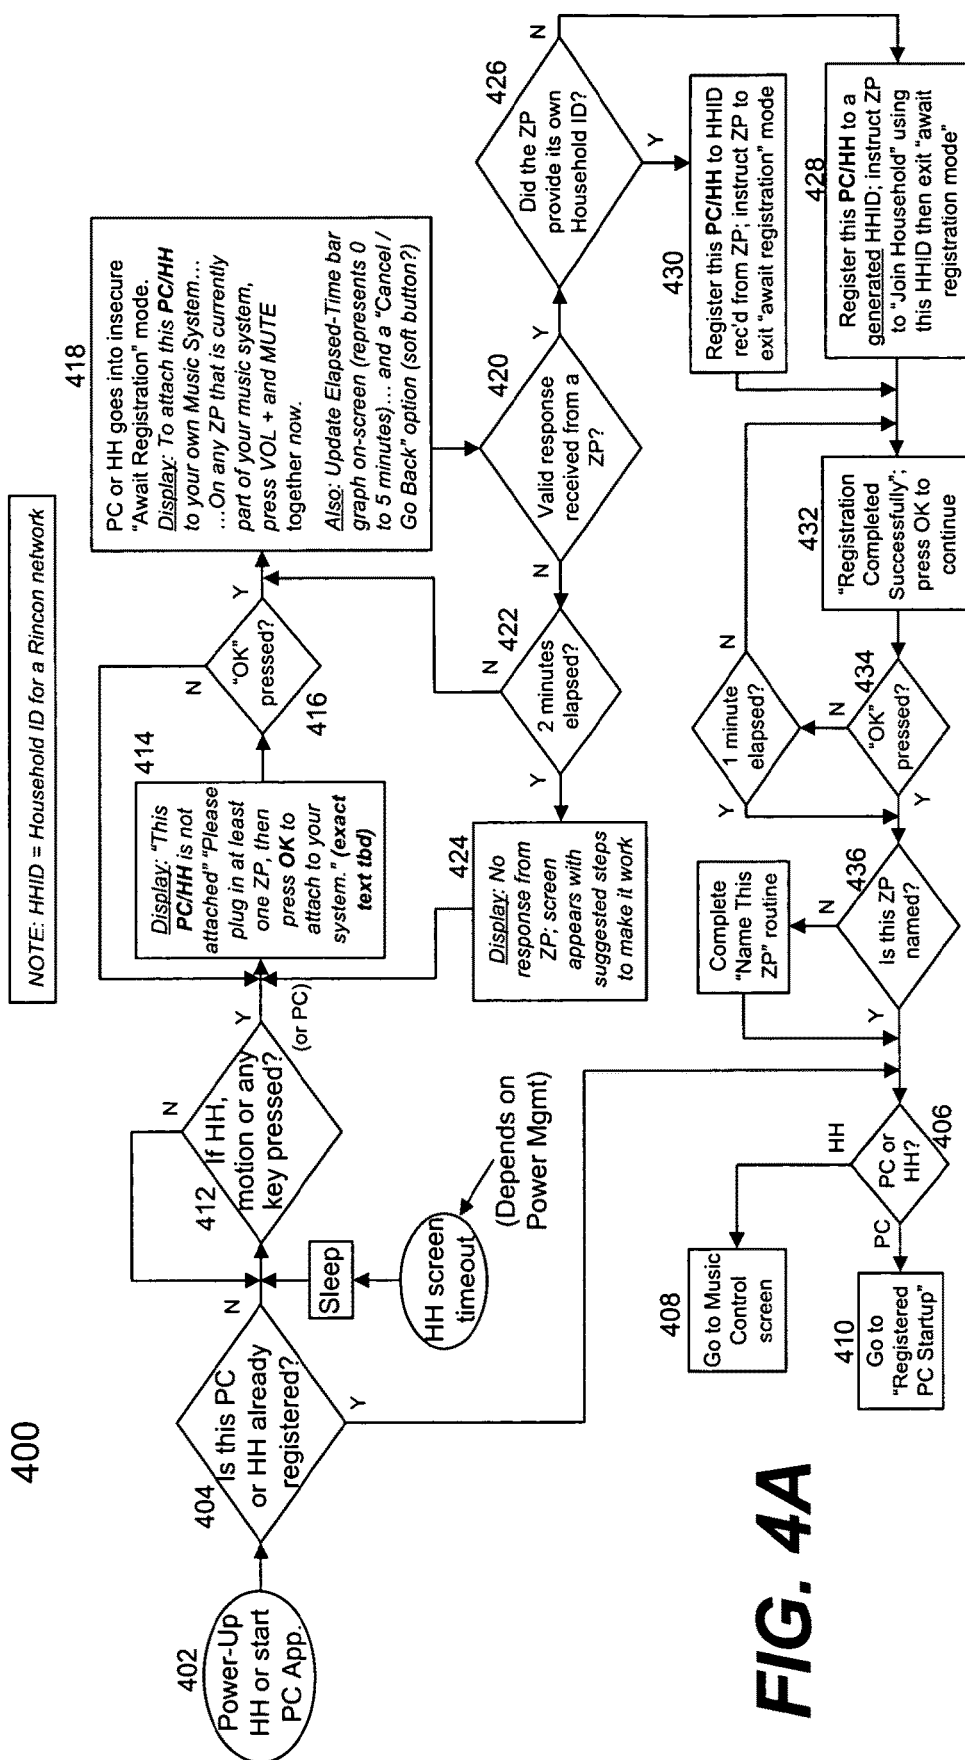 400
NOTE: HHID = Household ID for a Rincon network
402
Power-Up
HH or start
PC App.
404
Is this PC
or HH already
registered?
N
Y
Sleep
HH screen
timeout
(Depends on
Power Mgmt)
412
If HH,
motion or any
key pressed?
N
Y
(or PC)
414
Display: "This
PC/HH is not
attached" "Please
plug in at least
one ZP, then
press OK to
attach to your
system." (exact
text tbd)
416
"OK"
pressed?
N
Y
418
PC or HH goes into insecure
"Await Registration" mode.
Display: To attach this PC/HH
to your own Music System...
...On any ZP that is currently
part of your music system,
press VOL + and MUTE
together now.
Also: Update Elapsed-Time bar
graph on-screen (represents 0
to 5 minutes)... and a "Cancel /
Go Back" option (soft button?)
420
Valid response
received from a
ZP?
N
Y
422
2 minutes
elapsed?
N
Y
424
Display: No
response from
ZP; screen
appears with
suggested steps
to make it work
426
Did the ZP
provide its own
Household ID?
N
Y
430
Register this PC/HH to HHID
rec'd from ZP; instruct ZP to
exit "await registration" mode
428
Register this PC/HH to a
generated HHID; instruct ZP
to "Join Household" using
this HHID then exit "await
registration mode"
432
"Registration
Completed
Successfully";
press OK to
continue
434
"OK"
pressed?
N
Y
1 minute
elapsed?
N
Y
436
Is this ZP
named?
N
Y
Complete
"Name This
ZP" routine
406
PC or
HH?
HH
PC
408
Go to Music
Control
screen
410
Go to
"Registered
PC Startup"
FIG. 4A